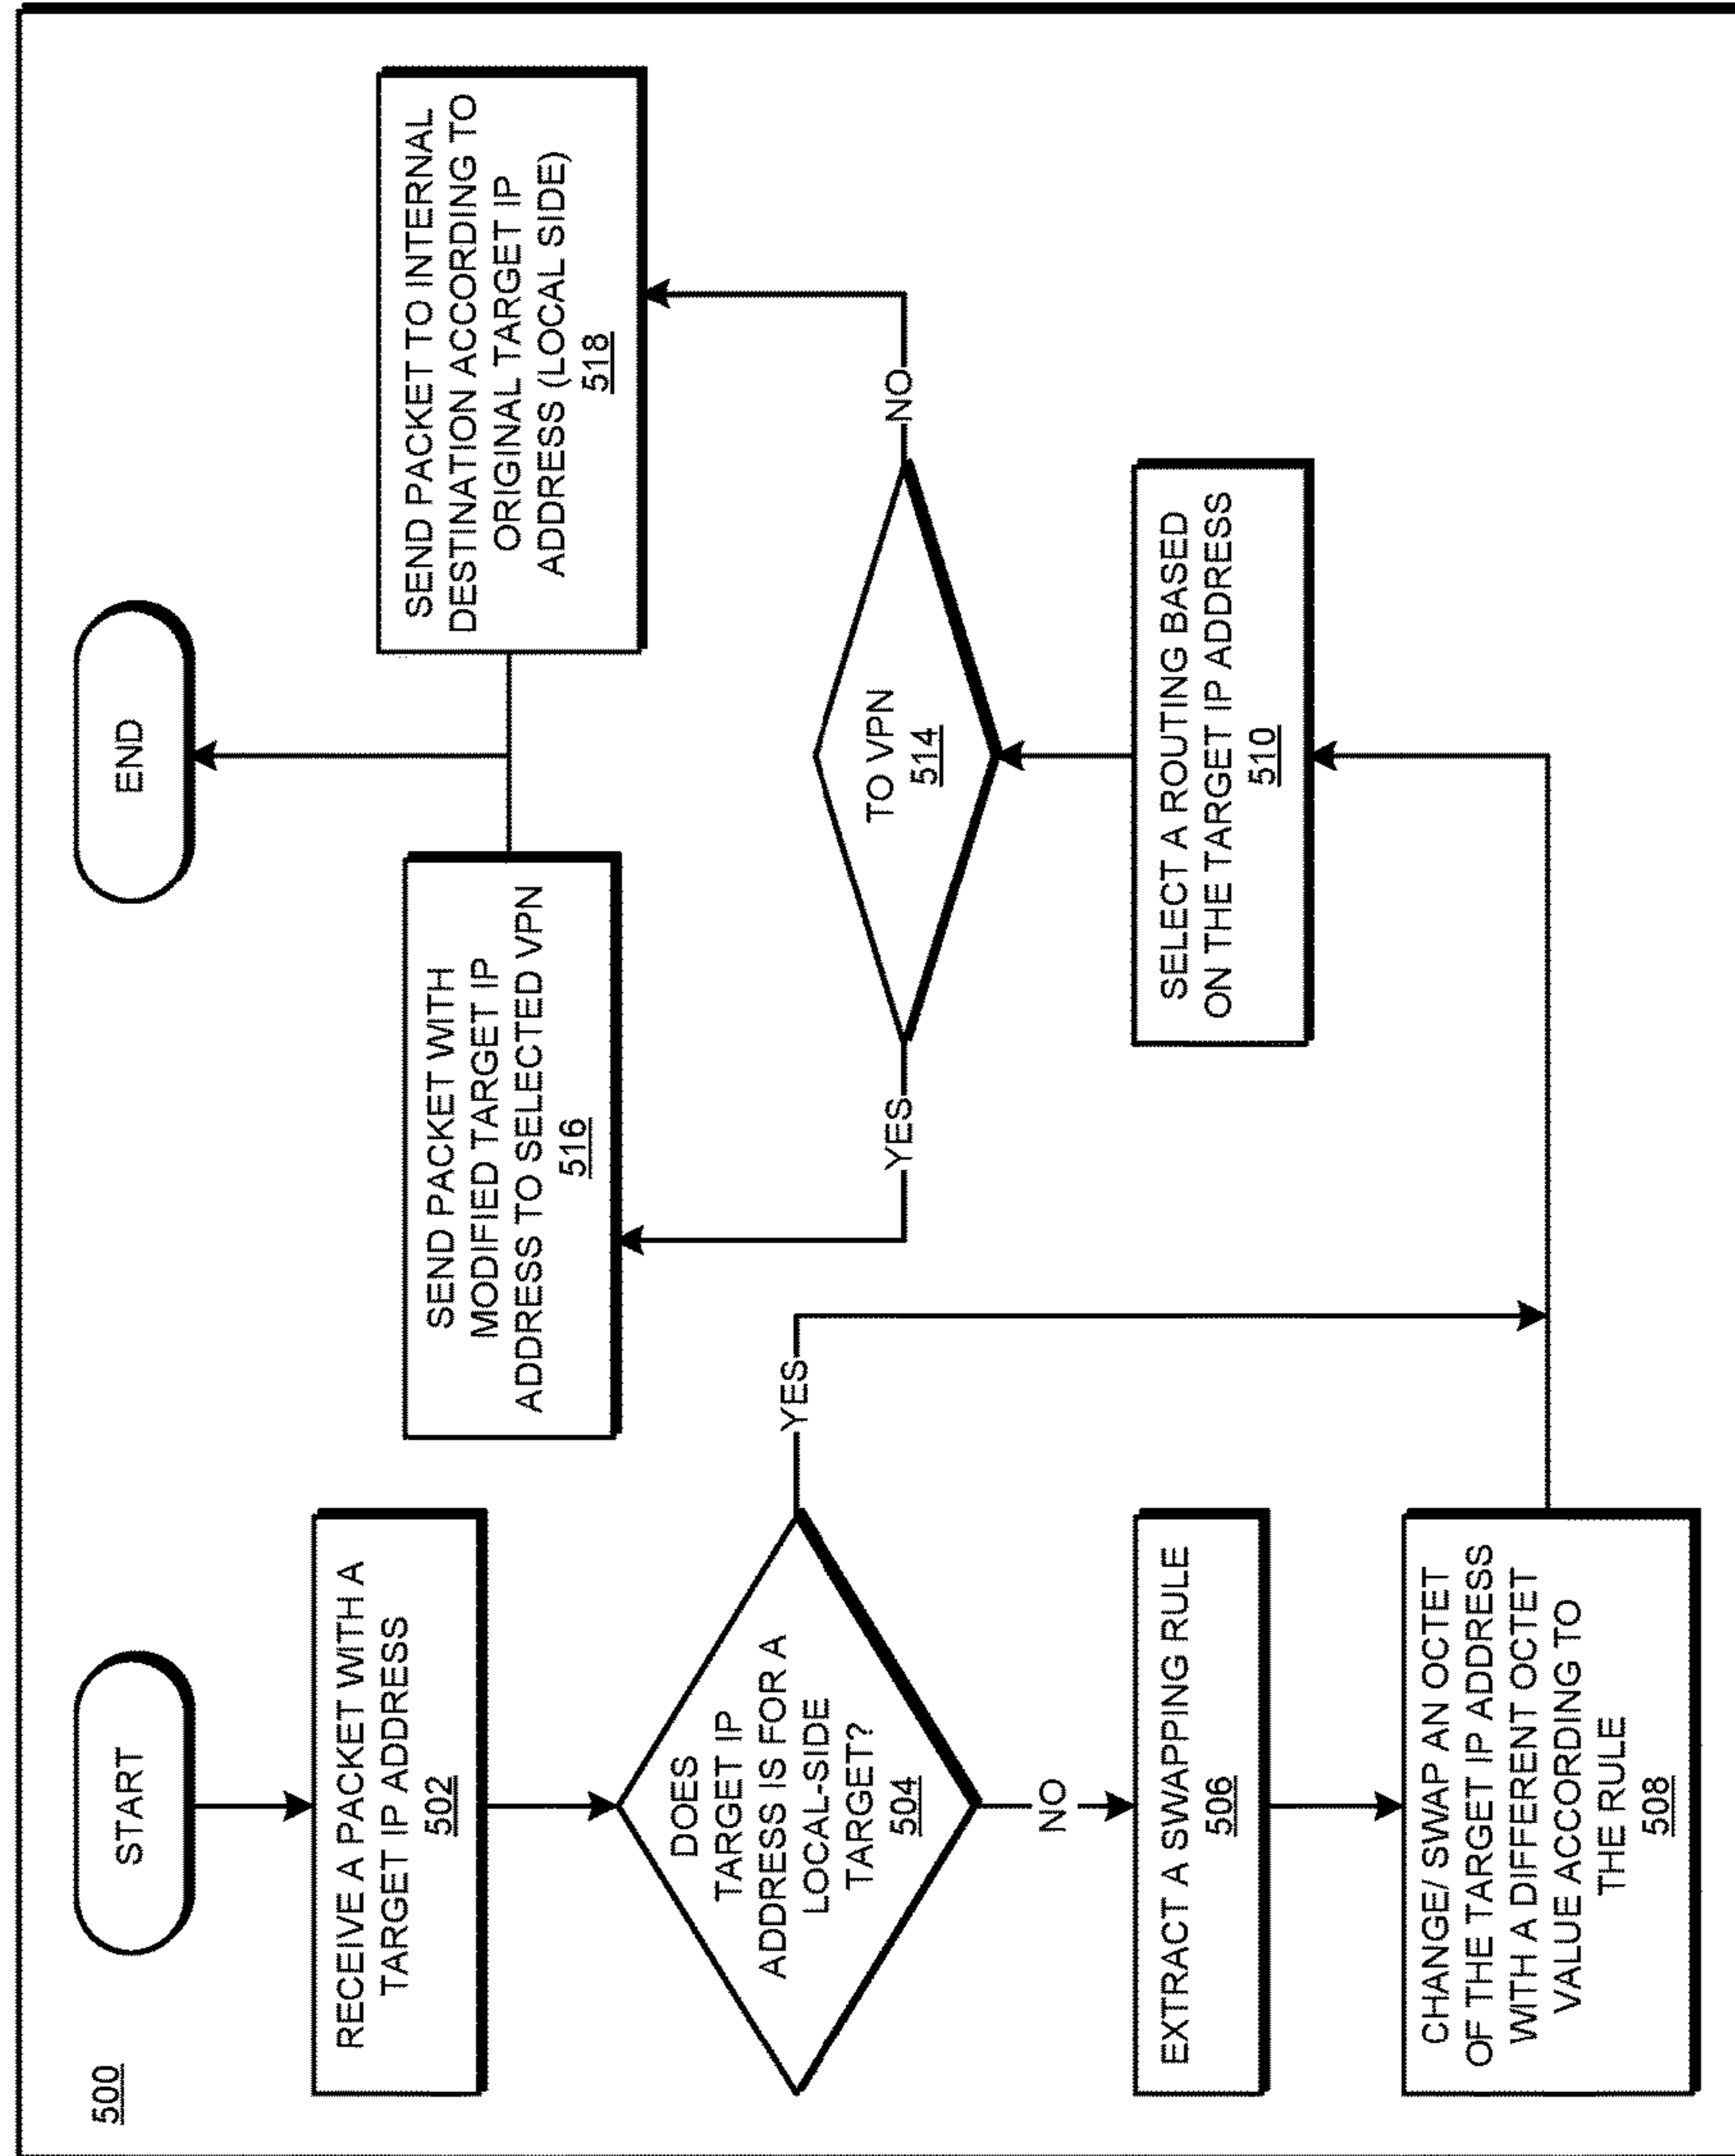 500
START
RECEIVE A PACKET WITH A
TARGET IP ADDRESS
502
DOES
TARGET IP
ADDRESS IS FOR A
LOCAL-SIDE
TARGET?
504
YES
NO
EXTRACT A SWAPPING RULE
506
CHANGE/ SWAP AN OCTET
OF THE TARGET IP ADDRESS
WITH A DIFFERENT OCTET
VALUE ACCORDING TO
THE RULE
508
SELECT A ROUTING BASED
ON THE TARGET IP ADDRESS
510
TO VPN
514
YES
NO
SEND PACKET WITH
MODIFIED TARGET IP
ADDRESS TO SELECTED VPN
516
SEND PACKET TO INTERNAL
DESTINATION ACCORDING TO
ORIGINAL TARGET IP
ADDRESS (LOCAL SIDE)
518
END